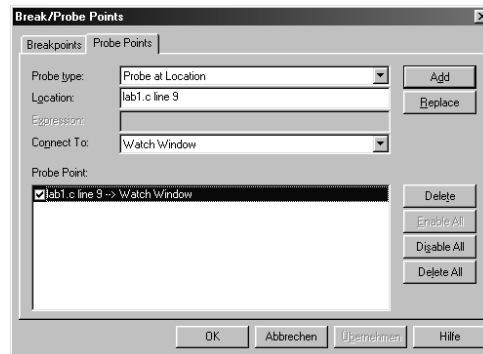 Break/Probe Points
Breakpoints Probe Points
Probe type: Probe at Location Add
Location: lab1.c line 9 Replace
Expression:
Connect To: Watch Window
Probe Point:
lab1.c line 9 --> Watch Window Delete
Enable All
Disable All
Delete All
OK Abbrechen Übernehmen Hilfe